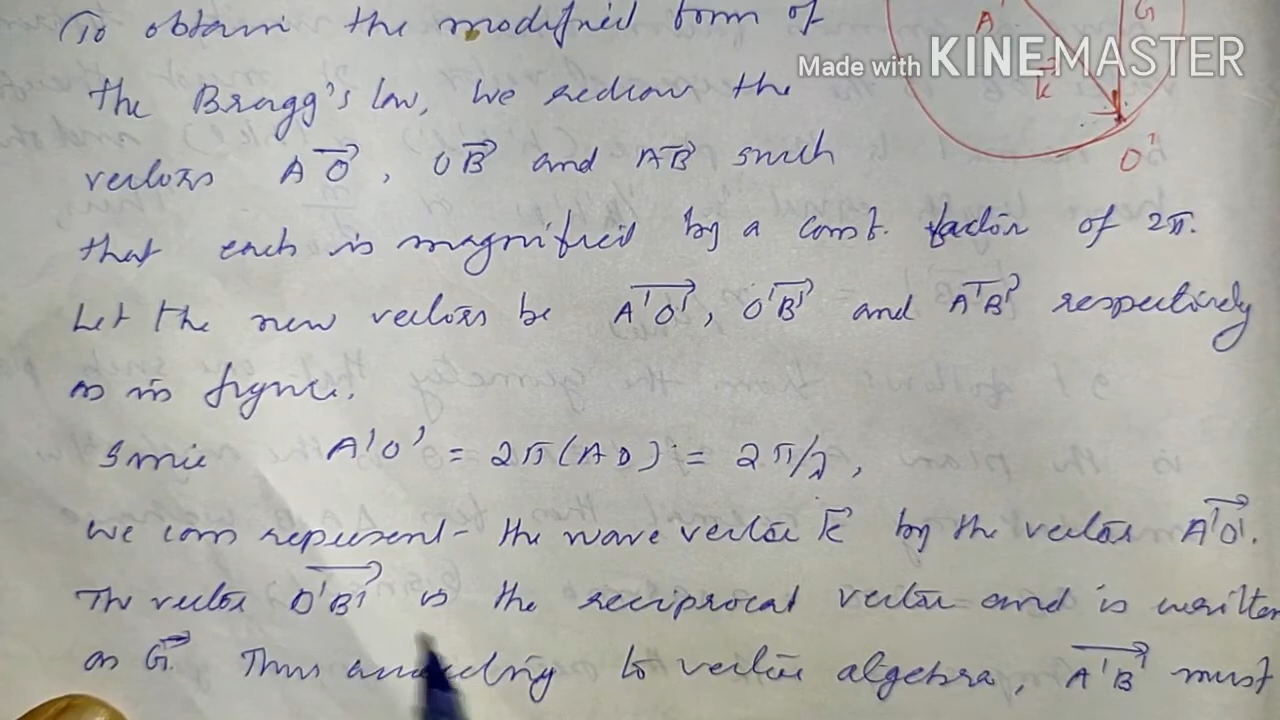 To obtain the modified form of
the Bragg's law, we redraw the
vectors AO, OB and AB such
that each is magnified by a const. factor of 2π.
Let the new vectors be A'O', O'B' and A'B' respectively
as in figure.
Since A'O' = 2π(AO) = 2π/λ,
we can represent the wave vector K by the vector A'O'.
The vector O'B' is the reciprocal vector and is written
as G. Thus according to vector algebra, A'B' must
Made with KINEMASTER
A'
G
K
O'